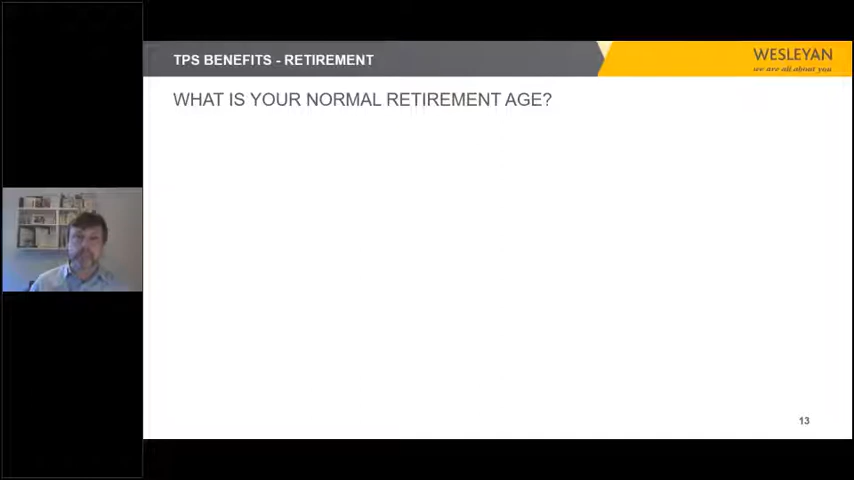 TPS BENEFITS - RETIREMENT
WESLEYAN
we are all about you
WHAT IS YOUR NORMAL RETIREMENT AGE?
13